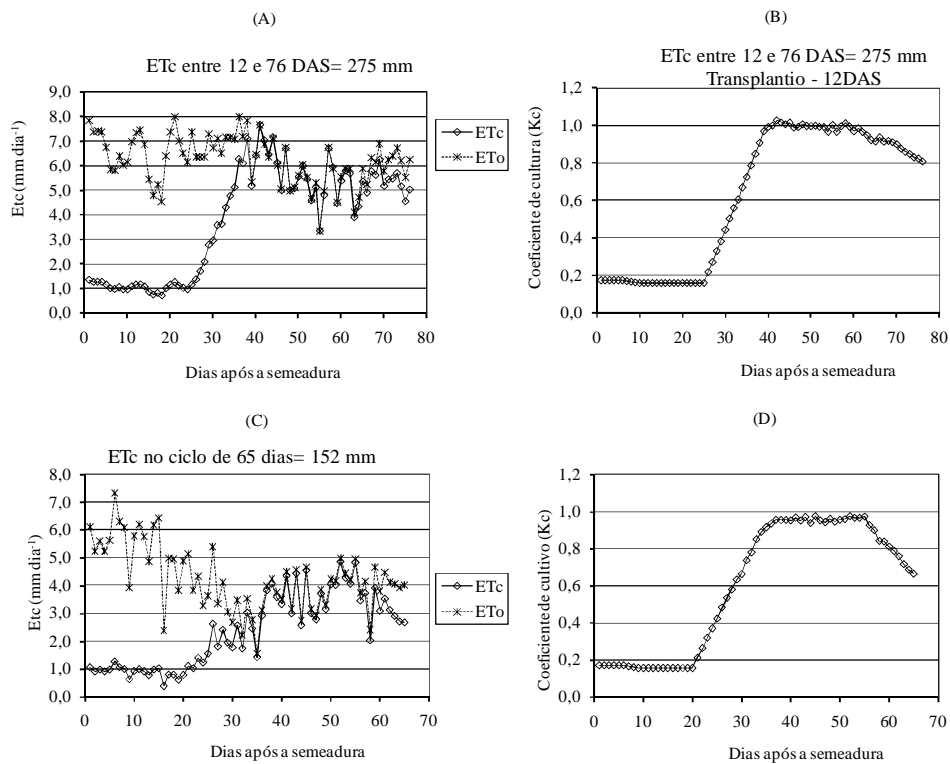 (A)
ETc entre 12 e 76 DAS= 275 mm
9,0
8,0
7,0
6,0
5,0
4,0
3,0
2,0
1,0
0,0
Etc (mm dia-1)
0 10 20 30 40 50 60 70 80
Dias após a semeadura
ETc
ETo
(B)
ETc entre 12 e 76 DAS= 275 mm
Transplantio - 12DAS
1,2
1,0
0,8
0,6
0,4
0,2
0,0
Coeficiente de cultura (Kc)
0 10 20 30 40 50 60 70 80
Dias após a semeadura
(C)
ETc no ciclo de 65 dias= 152 mm
8,0
7,0
6,0
5,0
4,0
3,0
2,0
1,0
0,0
Etc (mm dia-1)
0 10 20 30 40 50 60 70
Dias após a semeadura
ETc
ETo
(D)
1,2
1,0
0,8
0,6
0,4
0,2
0,0
Coeficiente de cultivo (Kc)
0 10 20 30 40 50 60 70
Dias após a semeadura